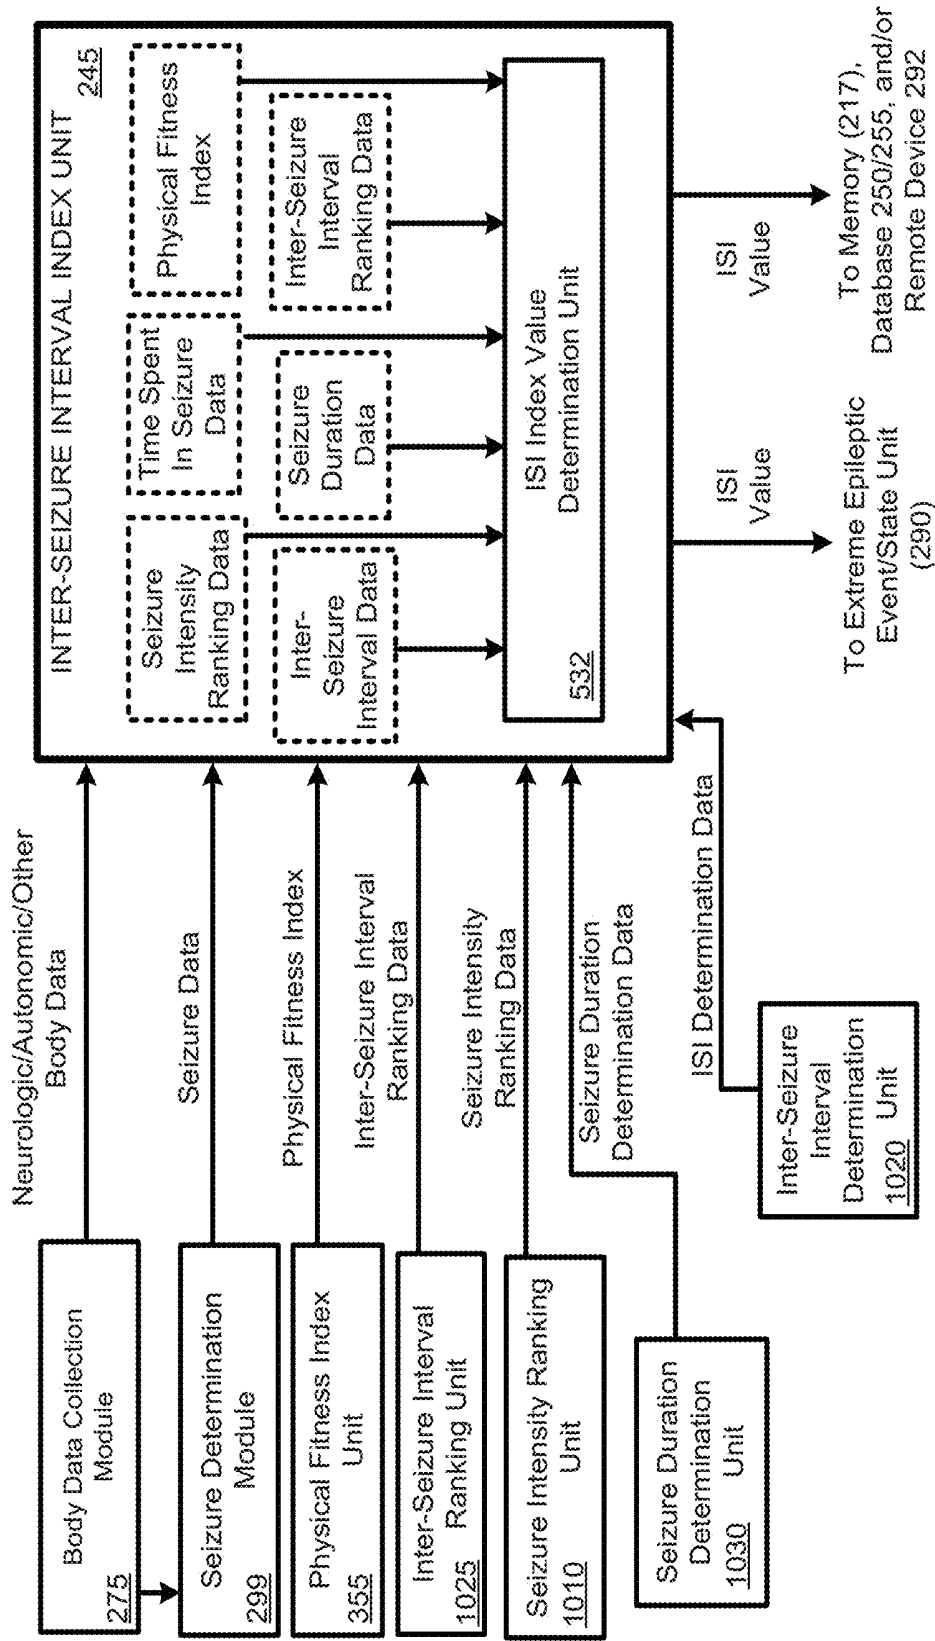 Body Data Collection
Module
275
Seizure Determination
Module
299
Physical Fitness Index
Unit
355
Inter-Seizure Interval
Ranking Unit
1025
Seizure Intensity Ranking
Unit
1010
Seizure Duration
Determination
Unit
1030
Inter-Seizure
Interval
Determination
Unit
1020
Neurologic/Autonomic/Other
Body Data
Seizure Data
Physical Fitness Index
Inter-Seizure Interval
Ranking Data
Seizure Intensity
Ranking Data
Seizure Duration
Determination Data
ISI Determination Data
INTER-SEIZURE INTERVAL INDEX UNIT
245
Seizure
Intensity
Ranking Data
Time Spent
In Seizure
Data
Physical Fitness
Index
Inter-
Seizure
Interval Data
Seizure
Duration
Data
Inter-Seizure
Interval
Ranking Data
ISI Index Value
Determination Unit
532
ISI
Value
ISI
Value
To Extreme Epileptic
Event/State Unit
(290)
To Memory (217),
Database 250/255, and/or
Remote Device 292